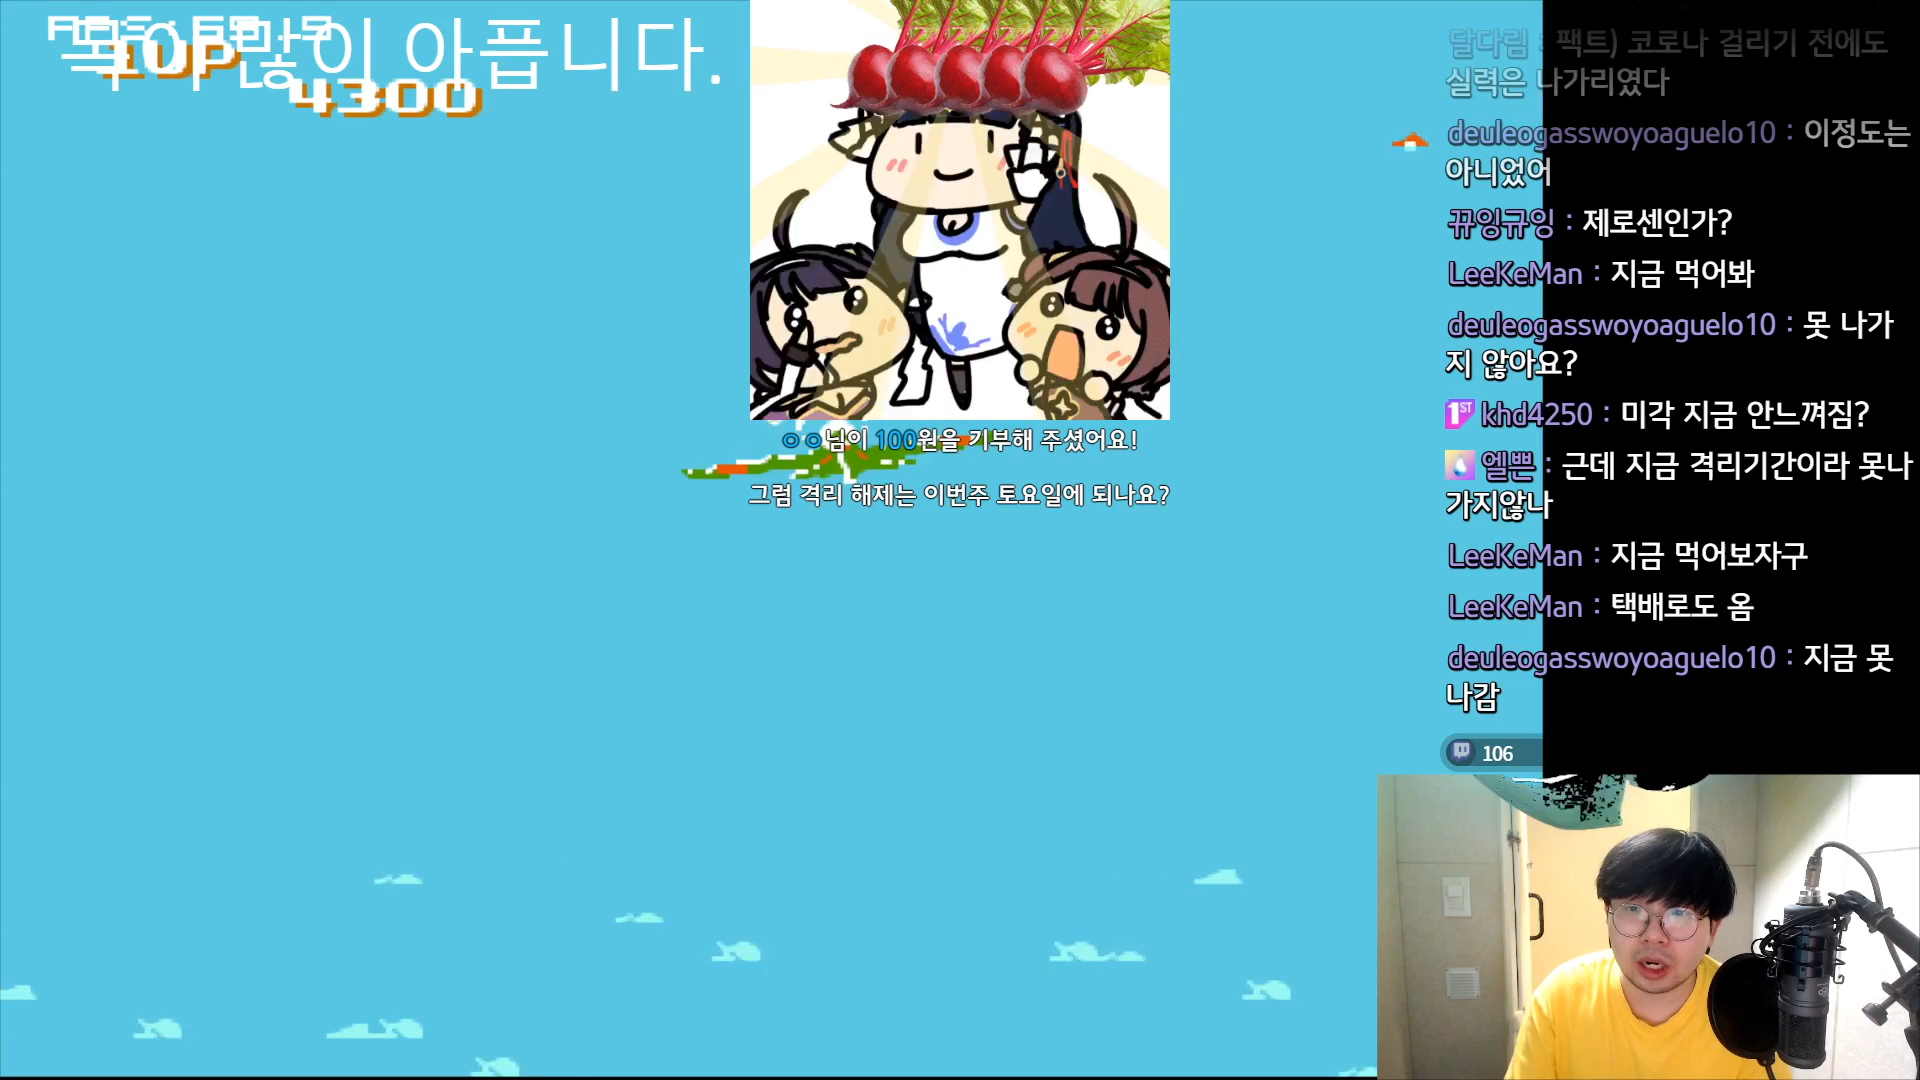 많이 아픕니다.
1UP
4300
ㅇㅇ님이 100원을 기부해 주셨어요!
그럼 격리 해제는 이번주 토요일에 되나요?
달다림 : 팩트) 코로나 걸리기 전에도
실력은 나가리였다
deuleogasswoyoaguelo10 : 이정도는
아니었어
뀨잉규잉 : 제로센인가?
LeeKeMan : 지금 먹어봐
deuleogasswoyoaguelo10 : 못 나가
지 않아요?
1ST khd4250 : 미각 지금 안느껴짐?
엘쁜 : 근데 지금 격리기간이라 못나
가지않나
LeeKeMan : 지금 먹어보자구
LeeKeMan : 택배로도 옴
deuleogasswoyoaguelo10 : 지금 못
나감
106